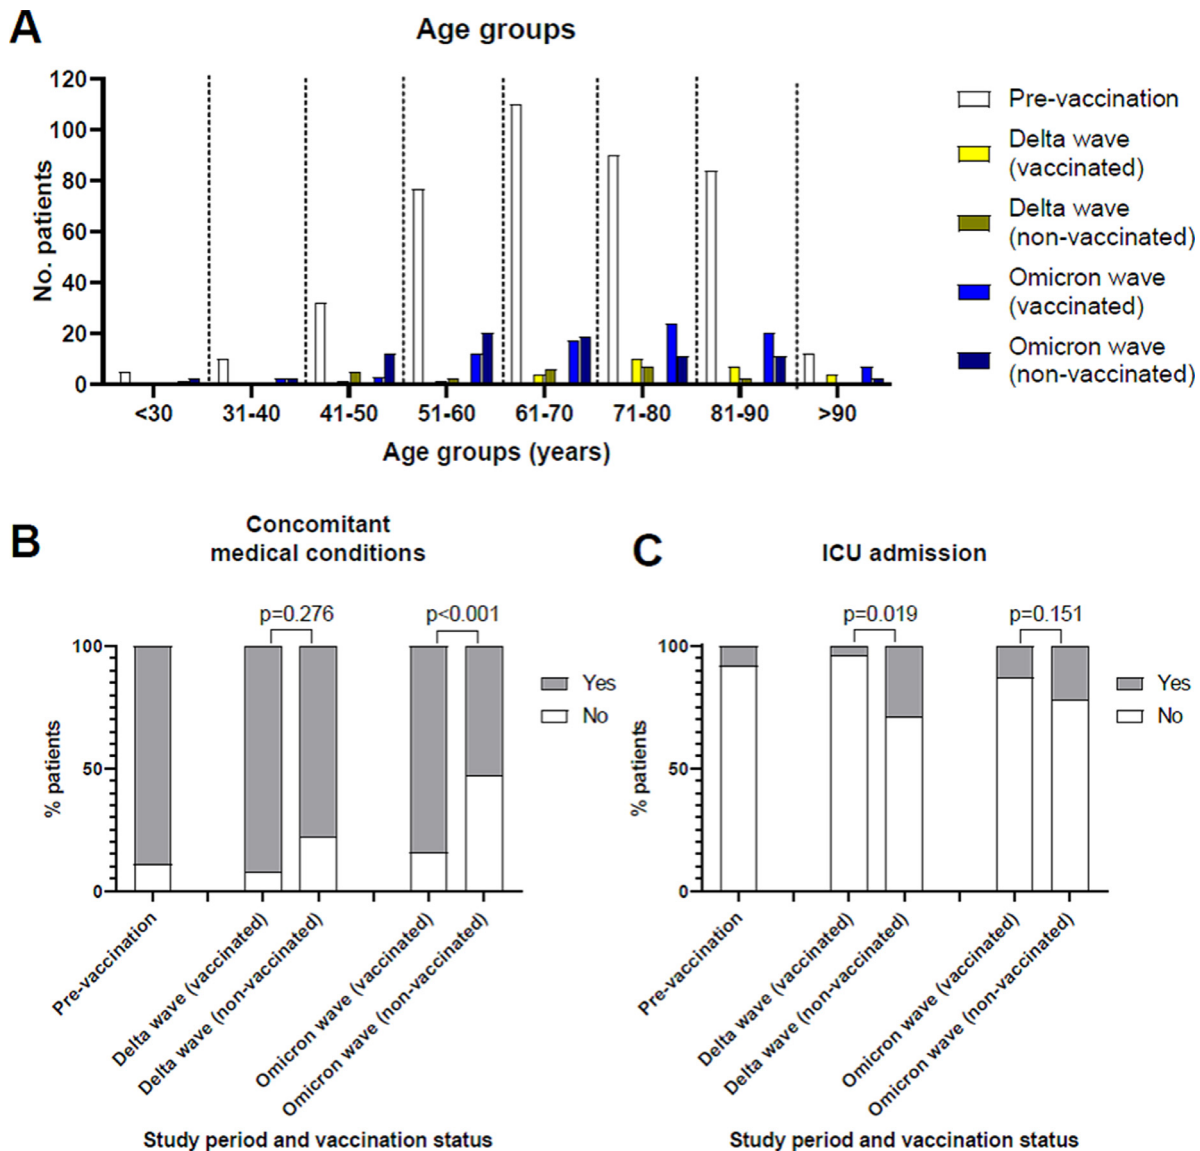 A
Age groups
No. patients
120
100
80
60
40
20
0
<30
31-40
41-50
51-60
61-70
71-80
81-90
>90
Age groups (years)
Pre-vaccination
Delta wave
(vaccinated)
Delta wave
(non-vaccinated)
Omicron wave
(vaccinated)
Omicron wave
(non-vaccinated)
B
Concomitant
medical conditions
p=0.276
p<0.001
% patients
100
50
0
Yes
No
Pre-vaccination
Delta wave (vaccinated)
Delta wave (non-vaccinated)
Omicron wave (vaccinated)
Omicron wave (non-vaccinated)
Study period and vaccination status
C
ICU admission
p=0.019
p=0.151
% patients
100
50
0
Yes
No
Pre-vaccination
Delta wave (vaccinated)
Delta wave (non-vaccinated)
Omicron wave (vaccinated)
Omicron wave (non-vaccinated)
Study period and vaccination status